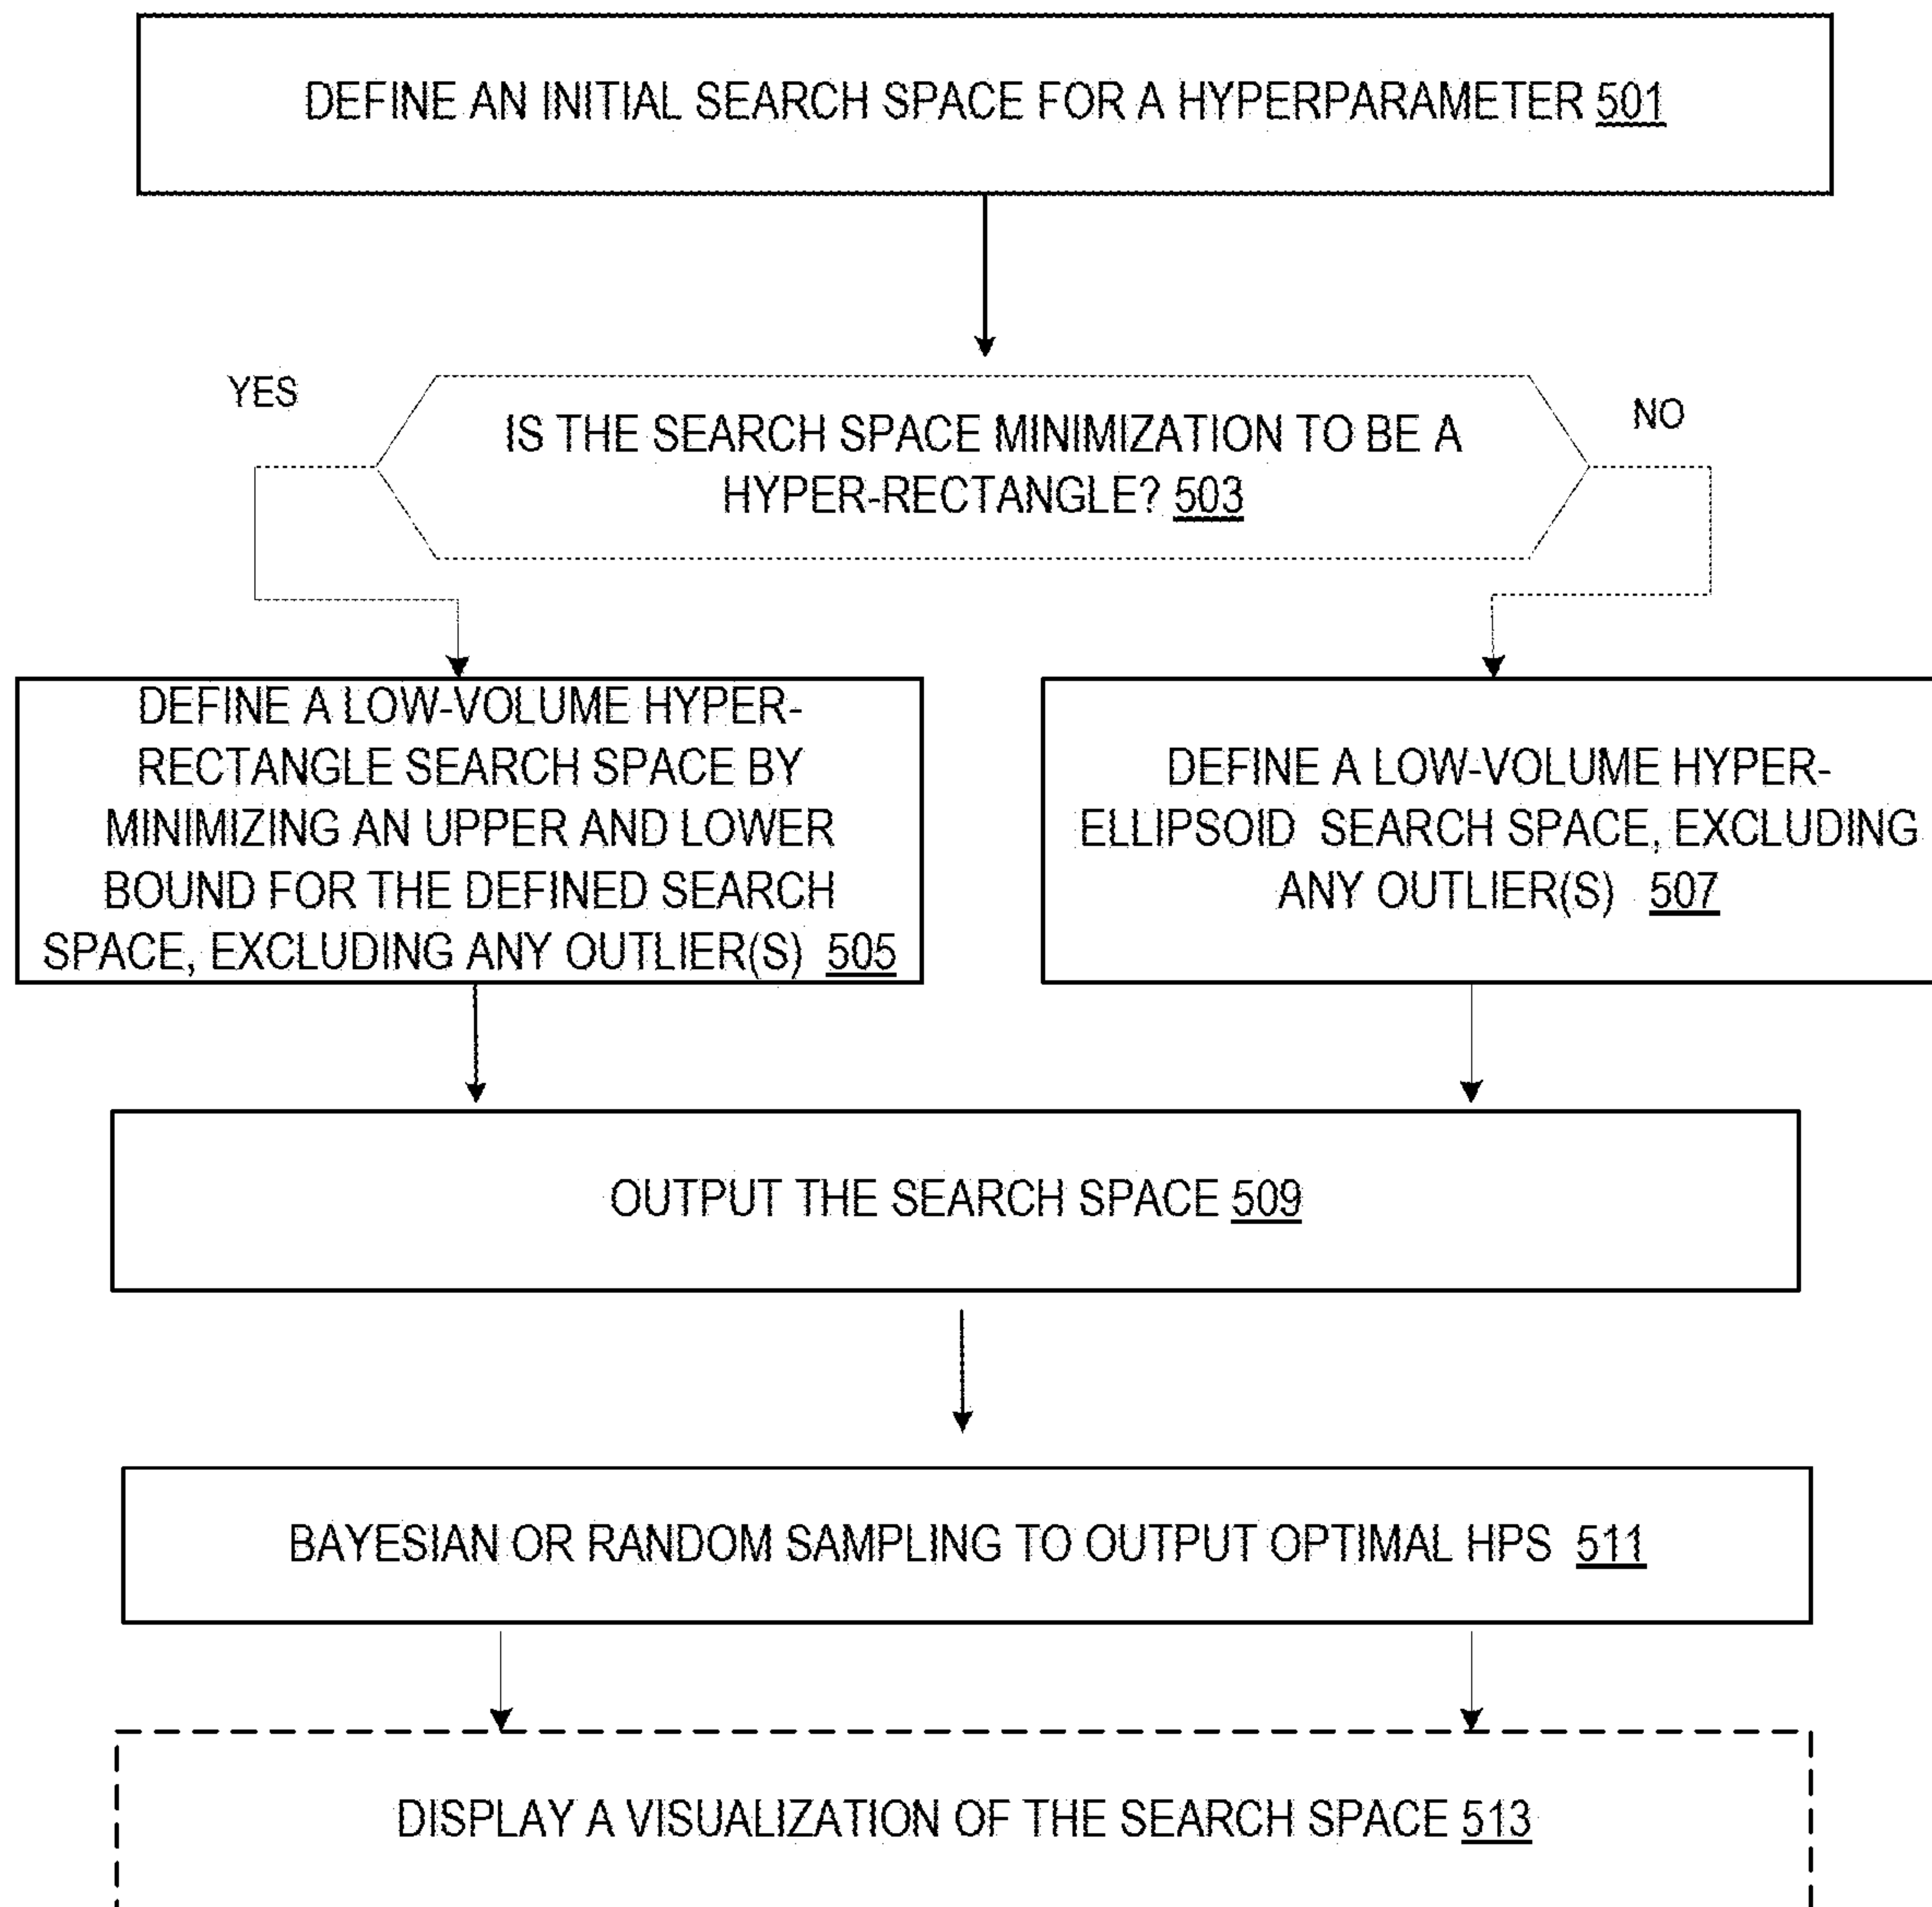 DEFINE AN INITIAL SEARCH SPACE FOR A HYPERPARAMETER 501
YES
NO
IS THE SEARCH SPACE MINIMIZATION TO BE A
HYPER-RECTANGLE? 503
DEFINE A LOW-VOLUME HYPER-
RECTANGLE SEARCH SPACE BY
MINIMIZING AN UPPER AND LOWER
BOUND FOR THE DEFINED SEARCH
SPACE, EXCLUDING ANY OUTLIER(S) 505
DEFINE A LOW-VOLUME HYPER-
ELLIPSOID SEARCH SPACE, EXCLUDING
ANY OUTLIER(S) 507
OUTPUT THE SEARCH SPACE 509
BAYESIAN OR RANDOM SAMPLING TO OUTPUT OPTIMAL HPS 511
DISPLAY A VISUALIZATION OF THE SEARCH SPACE 513